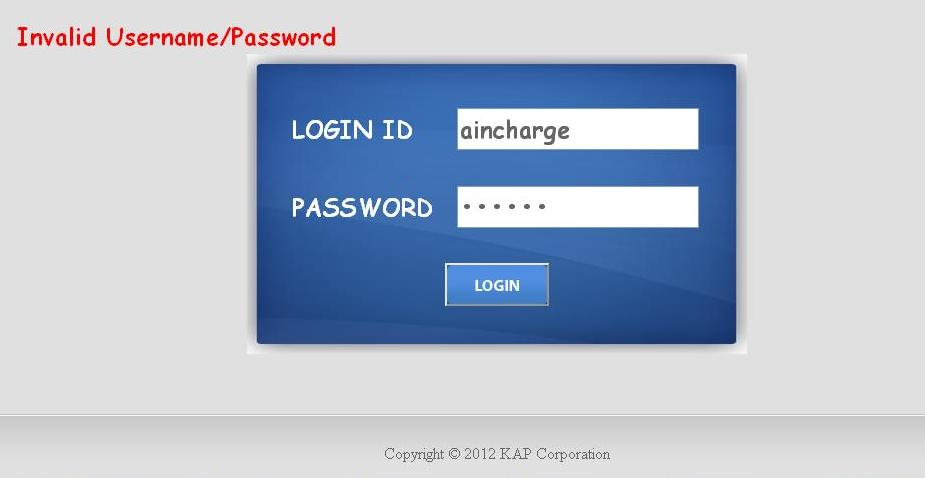 Invalid Username/Password
LOGIN ID aincharge
PASSWORD ••••••
LOGIN
Copyright © 2012 KAP Corporation